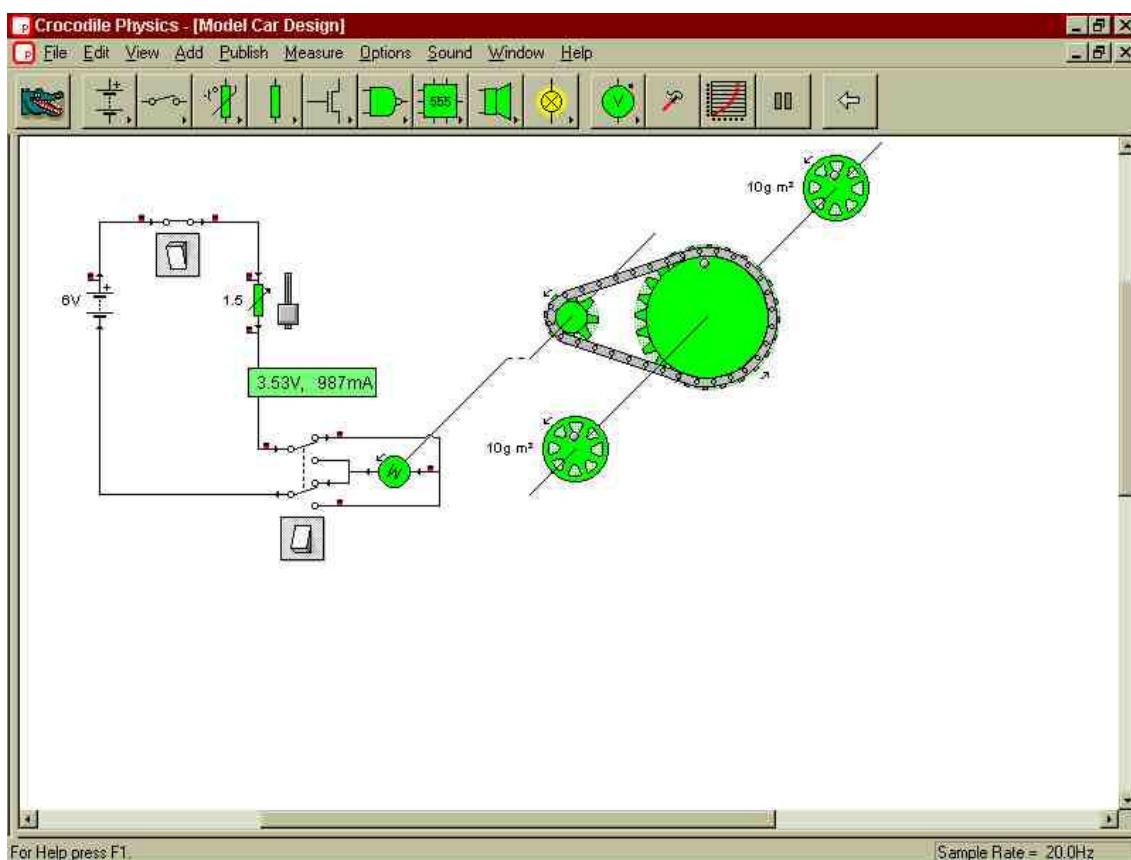 Crocodile Physics - [Model Car Design]
File Edit View Add Publish Measure Options Sound Window Help
555
V
10g m²
6V
1.5
3.53V, 987mA
10g m²
For Help press F1.
Sample Rate = 20.0Hz